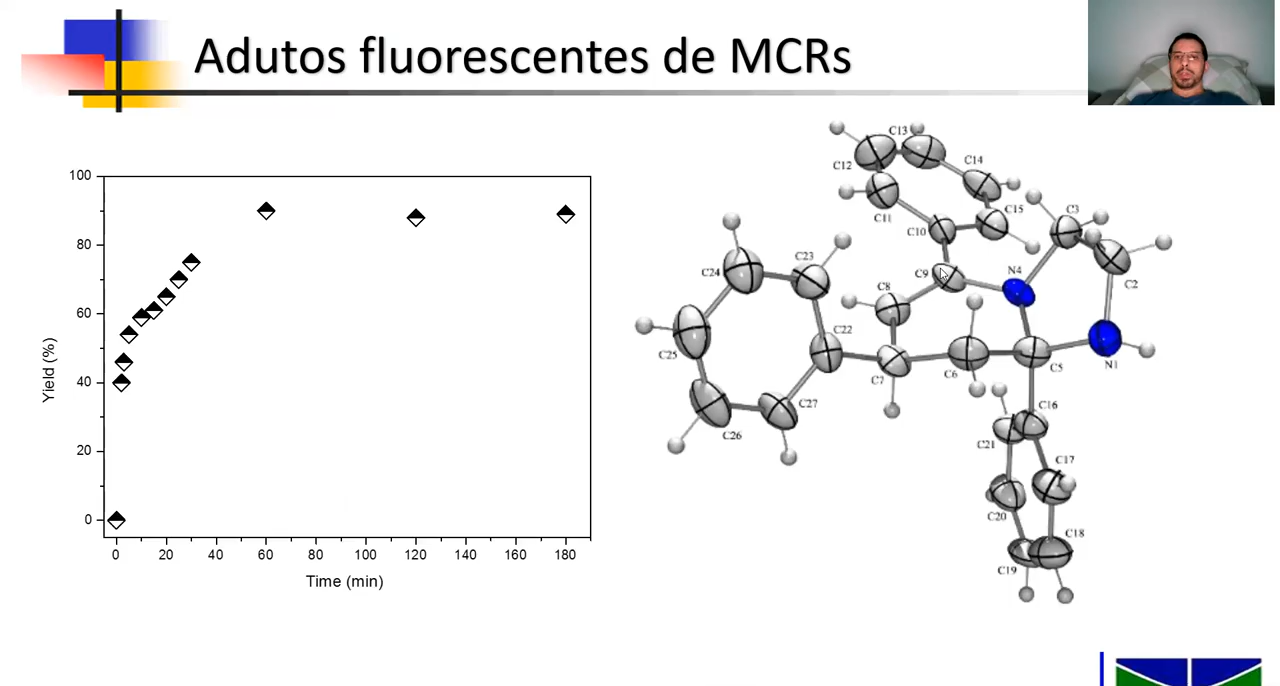 Adutos fluorescentes de MCRs
100
80
60
40
20
0
Yield (%)
0 20 40 60 80 100 120 140 160 180
Time (min)
C13
C12
C14
C11
C15
C3
C10
C24
C23
C9
N4
C2
C8
C25
C22
C7
C6
C5
N1
C27
C16
C26
C21
C17
C20
C18
C19